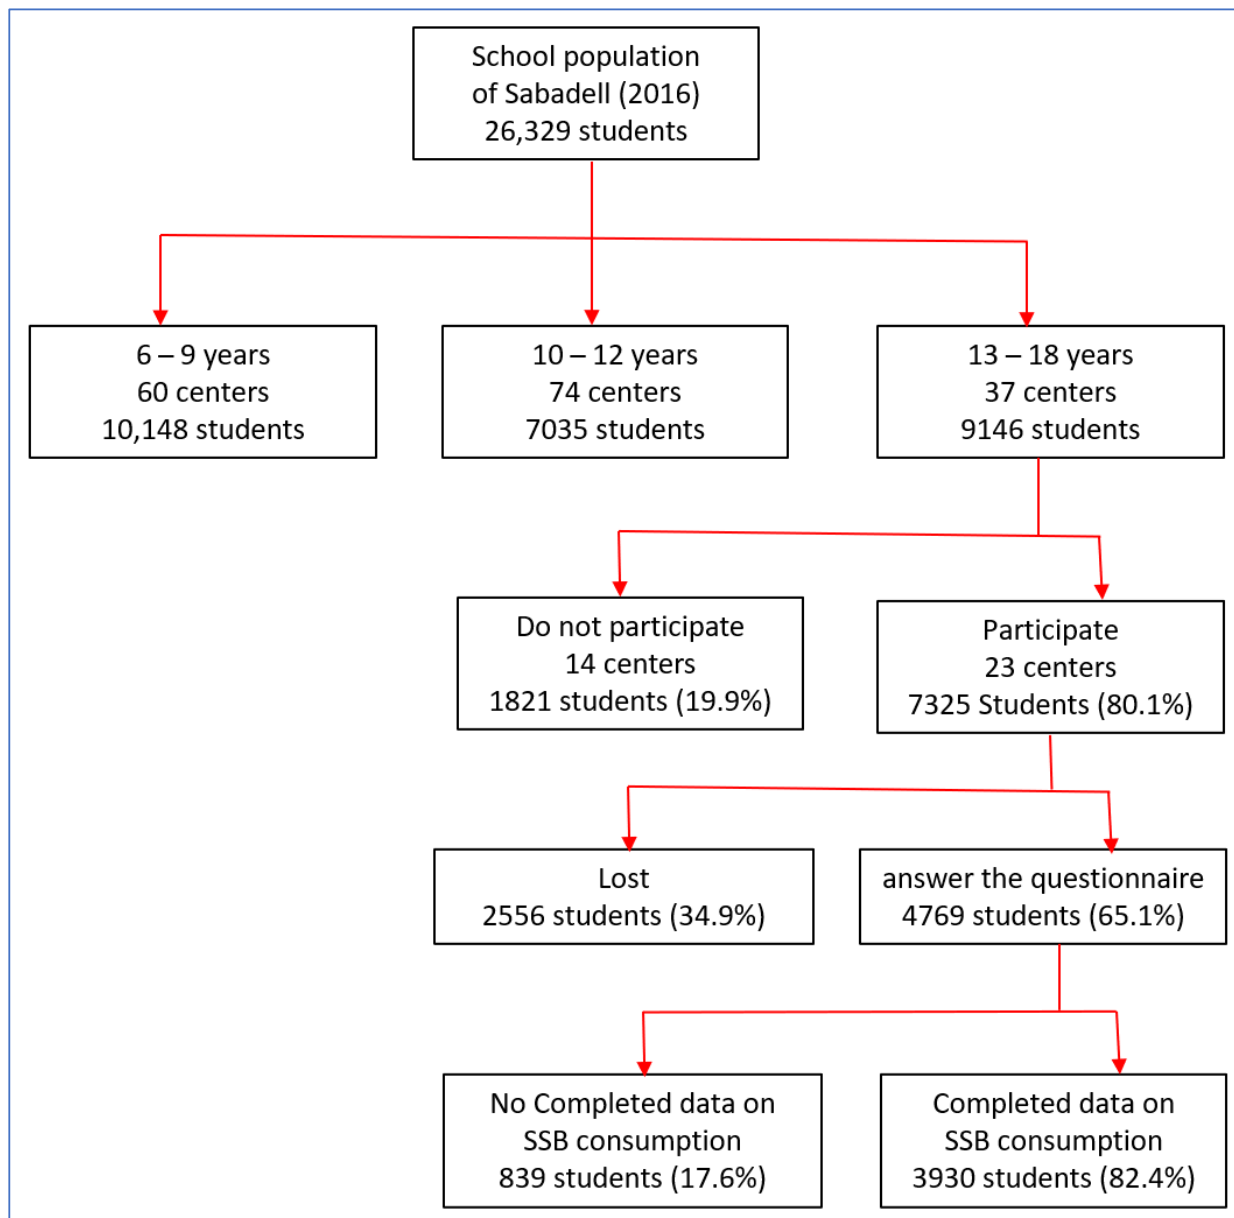 School population
of Sabadell (2016)
26,329 students
6 – 9 years
60 centers
10,148 students
10 – 12 years
74 centers
7035 students
13 – 18 years
37 centers
9146 students
Do not participate
14 centers
1821 students (19.9%)
Participate
23 centers
7325 Students (80.1%)
Lost
2556 students (34.9%)
answer the questionnaire
4769 students (65.1%)
No Completed data on
SSB consumption
839 students (17.6%)
Completed data on
SSB consumption
3930 students (82.4%)